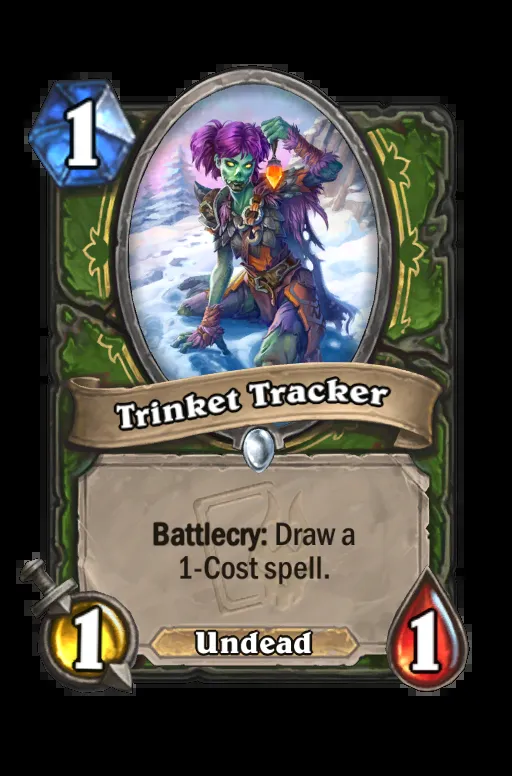 1
Trinket Tracker
Battlecry: Draw a
1-Cost spell.
1
Undead
1